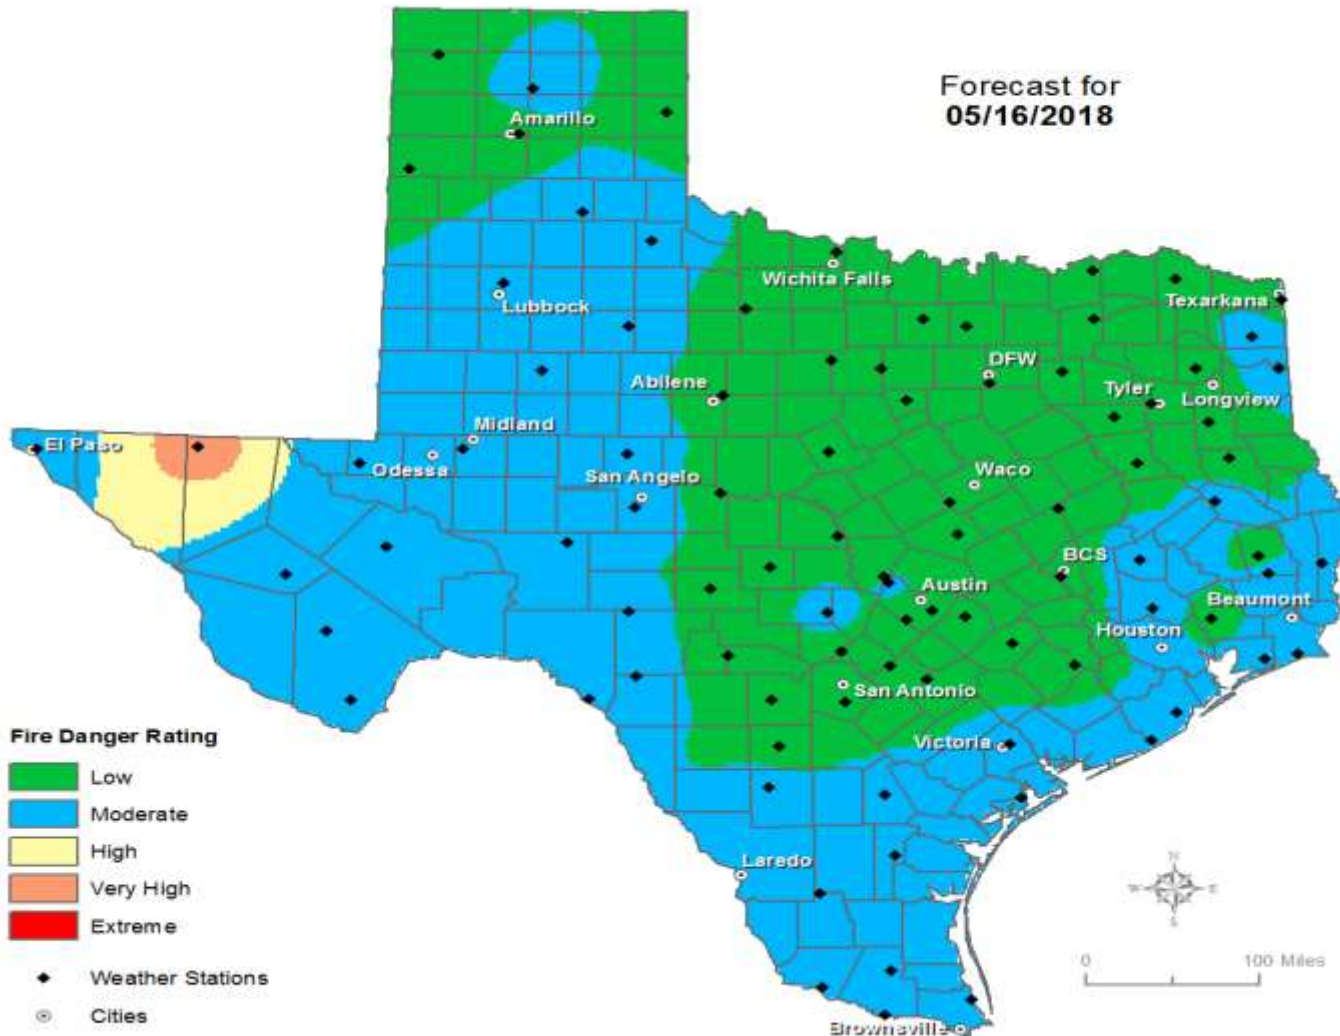 Forecast for
05/16/2018
Amarillo
Wichita Falls
Texarkana
Lubbock
DFW
Abilene
Tyler
Longview
Midland
El Paso
Odessa
San Angelo
Waco
BCS
Austin
Beaumont
Houston
San Antonio
Victoria
Laredo
Brownsville
Fire Danger Rating
Low
Moderate
High
Very High
Extreme
Weather Stations
Cities
N
W E
S
0 100 Miles